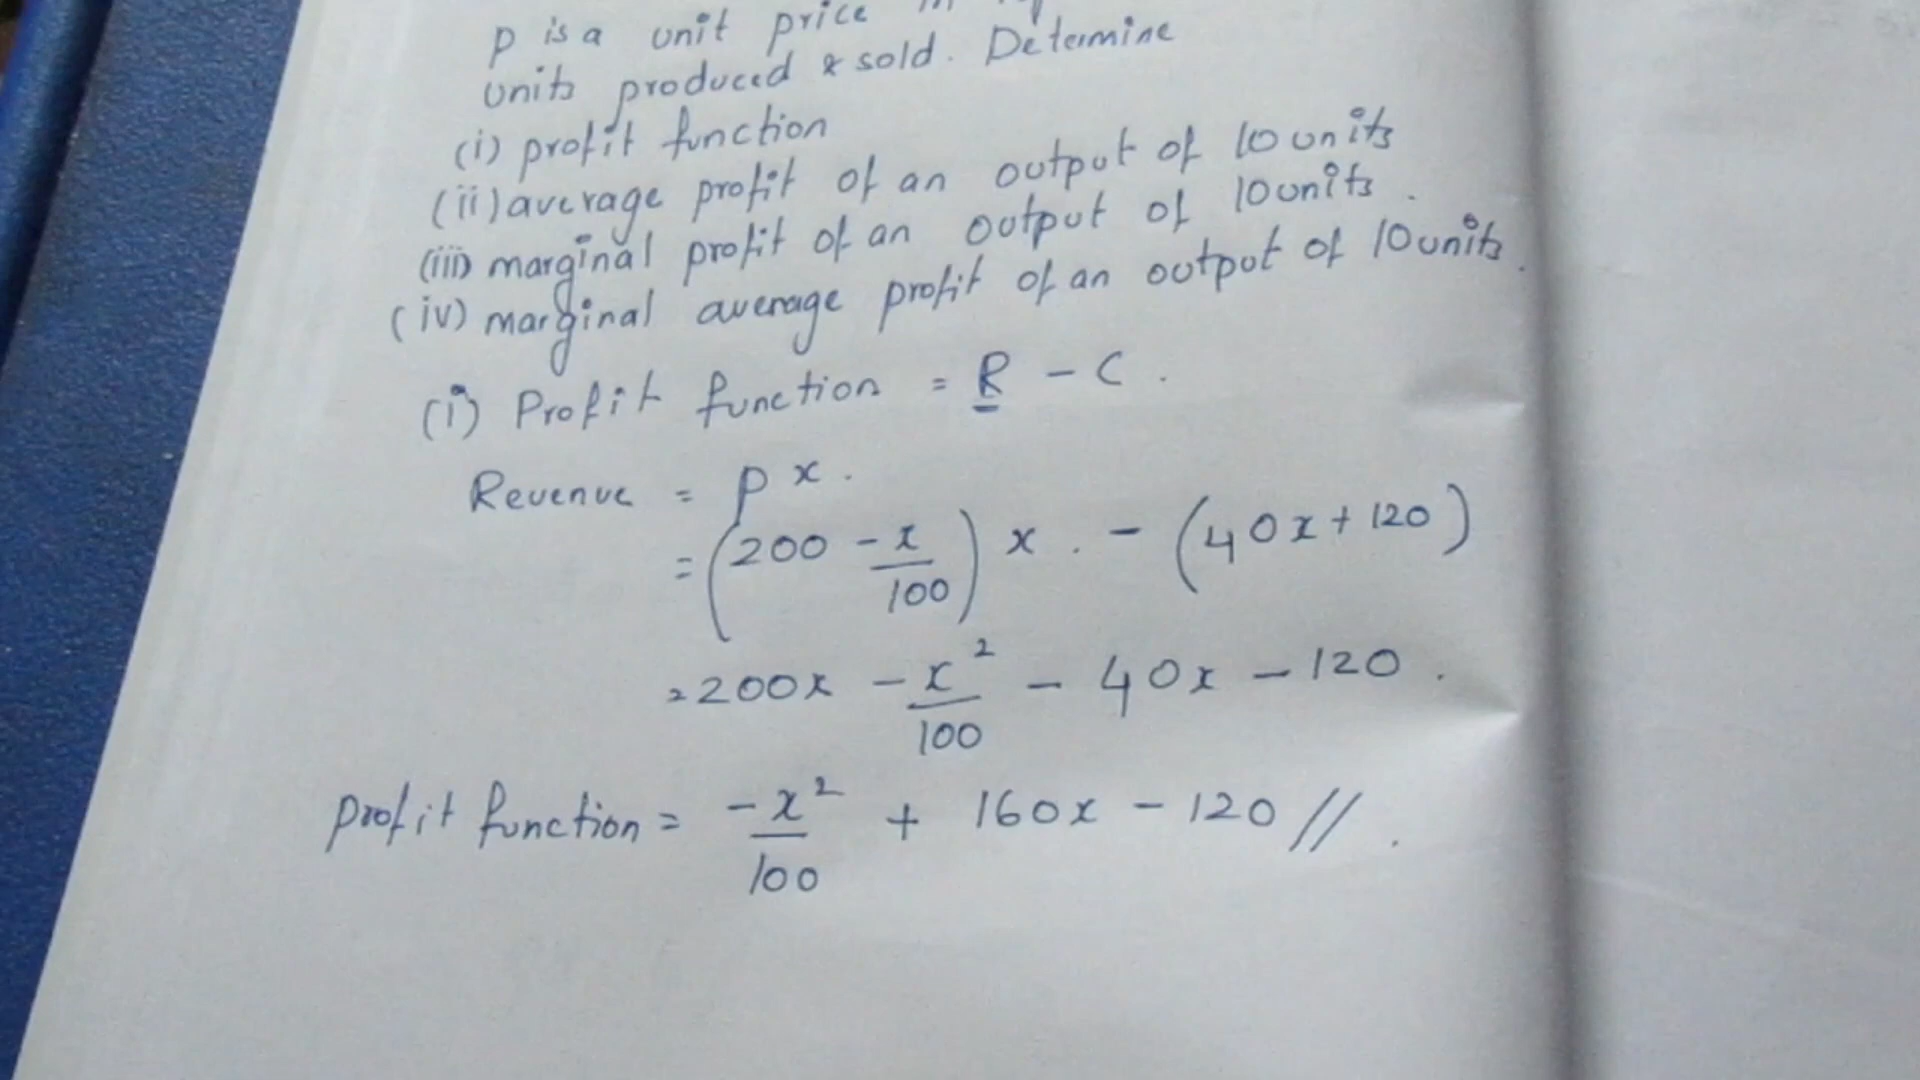 p is a unit price
units produced & sold. Determine
(i) profit function
(ii) average profit of an output of 10 units
(iii) marginal profit of an output of 10 units.
(iv) marginal average profit of an output of 10 units.
(i) Profit function = R - C.
Revenue = px.
= (200 - x/100) x. - (40x + 120)
= 200x - x²/100 - 40x - 120.
profit function = -x²/100 + 160x - 120 //.